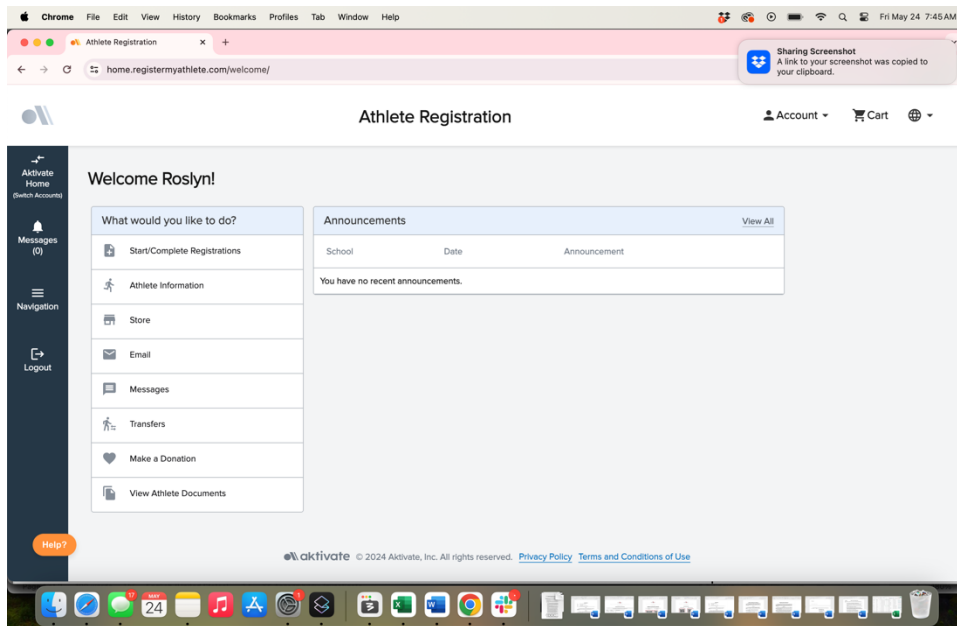 Chrome File Edit View History Bookmarks Profiles Tab Window Help Fri May 24 7:45 AM
Athlete Registration
home.registermyathlete.com/welcome/
Sharing Screenshot
A link to your screenshot was copied to
your clipboard.
Athlete Registration
Account
Cart
Aktivate
Home
(Switch Accounts)
Messages
(0)
Navigation
Logout
Help?
Welcome Roslyn!
What would you like to do?
Start/Complete Registrations
Athlete Information
Store
Email
Messages
Transfers
Make a Donation
View Athlete Documents
Announcements View All
School Date Announcement
You have no recent announcements.
aktivate © 2024 Aktivate, Inc. All rights reserved. Privacy Policy Terms and Conditions of Use
17
MAY
24